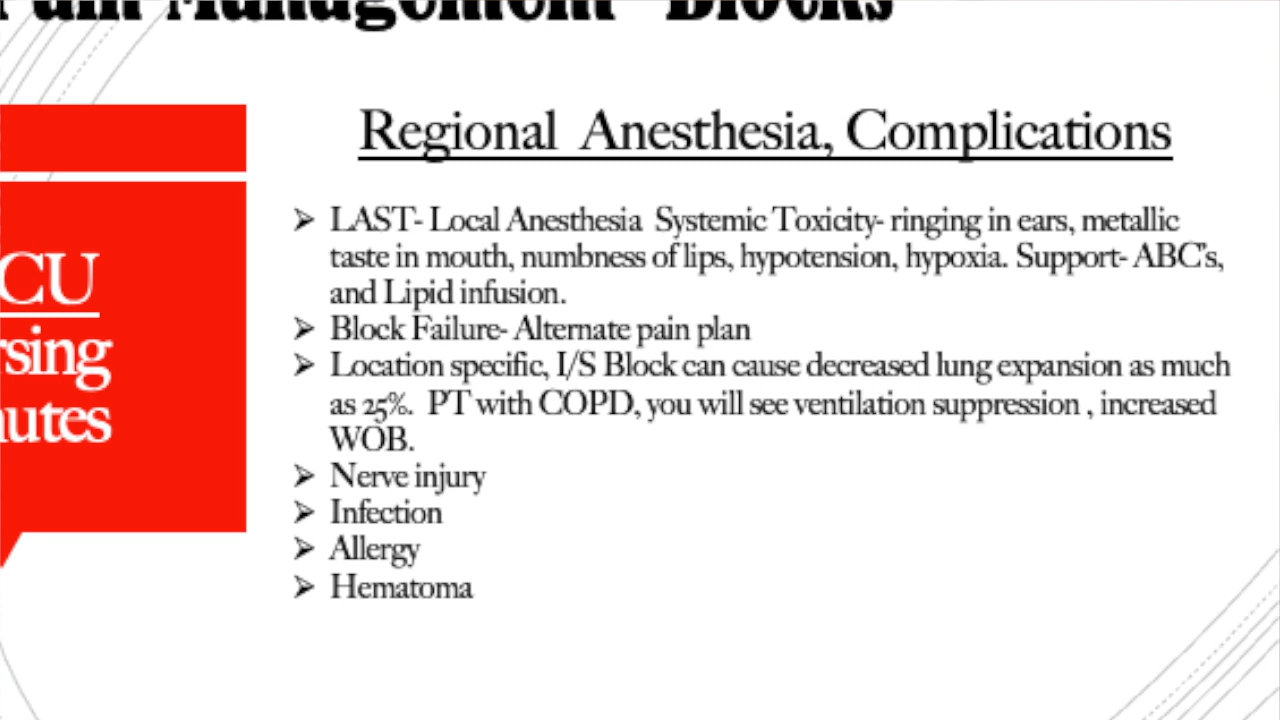 Management Blocks
Regional Anesthesia, Complications
➢ LAST- Local Anesthesia Systemic Toxicity- ringing in ears, metallic
taste in mouth, numbness of lips, hypotension, hypoxia. Support- ABC's,
and Lipid infusion.
➢ Block Failure- Alternate pain plan
➢ Location specific, I/S Block can cause decreased lung expansion as much
as 25%. PT with COPD, you will see ventilation suppression , increased
WOB.
➢ Nerve injury
➢ Infection
➢ Allergy
➢ Hematoma
CU
rsing
nutes